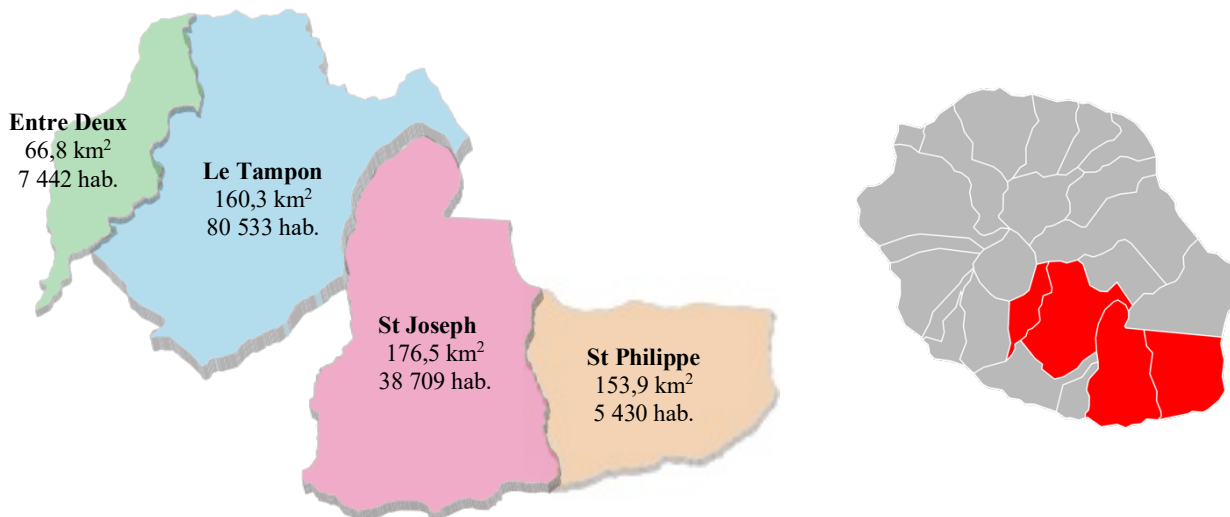 Entre Deux
66,8 km²
7 442 hab.
Le Tampon
160,3 km²
80 533 hab.
St Joseph
176,5 km²
38 709 hab.
St Philippe
153,9 km²
5 430 hab.